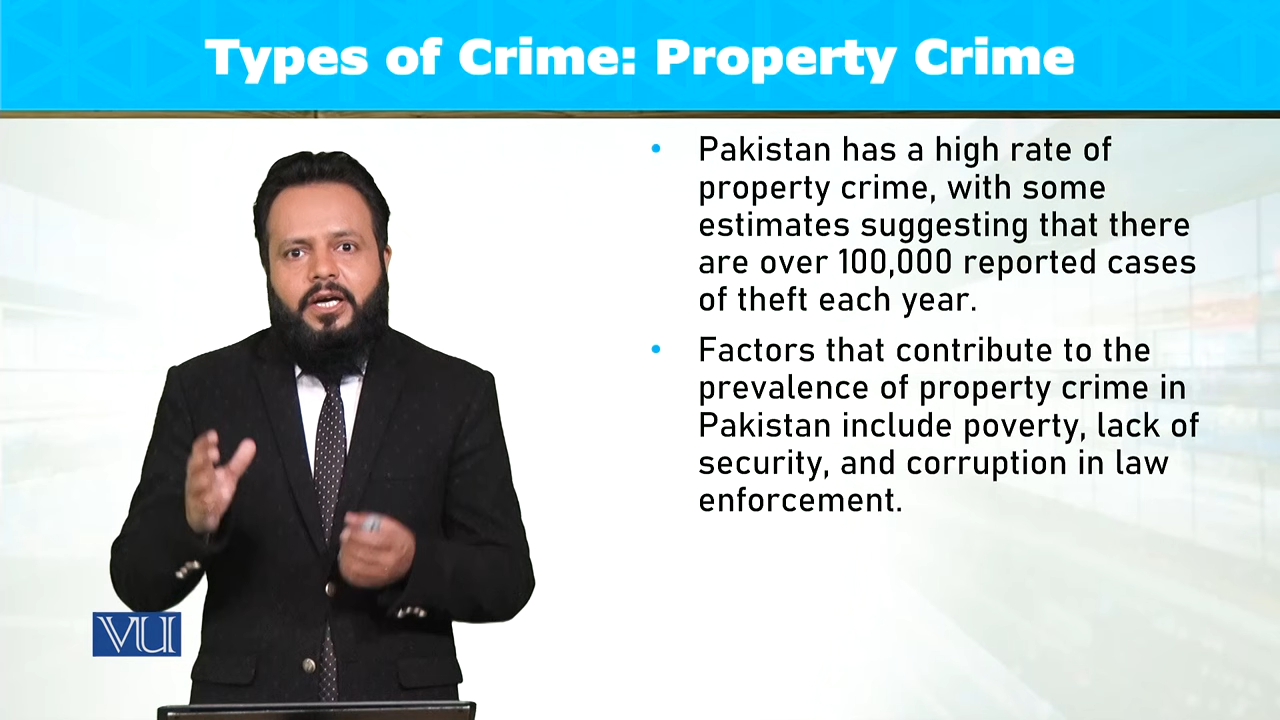 Types of Crime: Property Crime
• Pakistan has a high rate of
property crime, with some
estimates suggesting that there
are over 100,000 reported cases
of theft each year.
• Factors that contribute to the
prevalence of property crime in
Pakistan include poverty, lack of
security, and corruption in law
enforcement.
VU